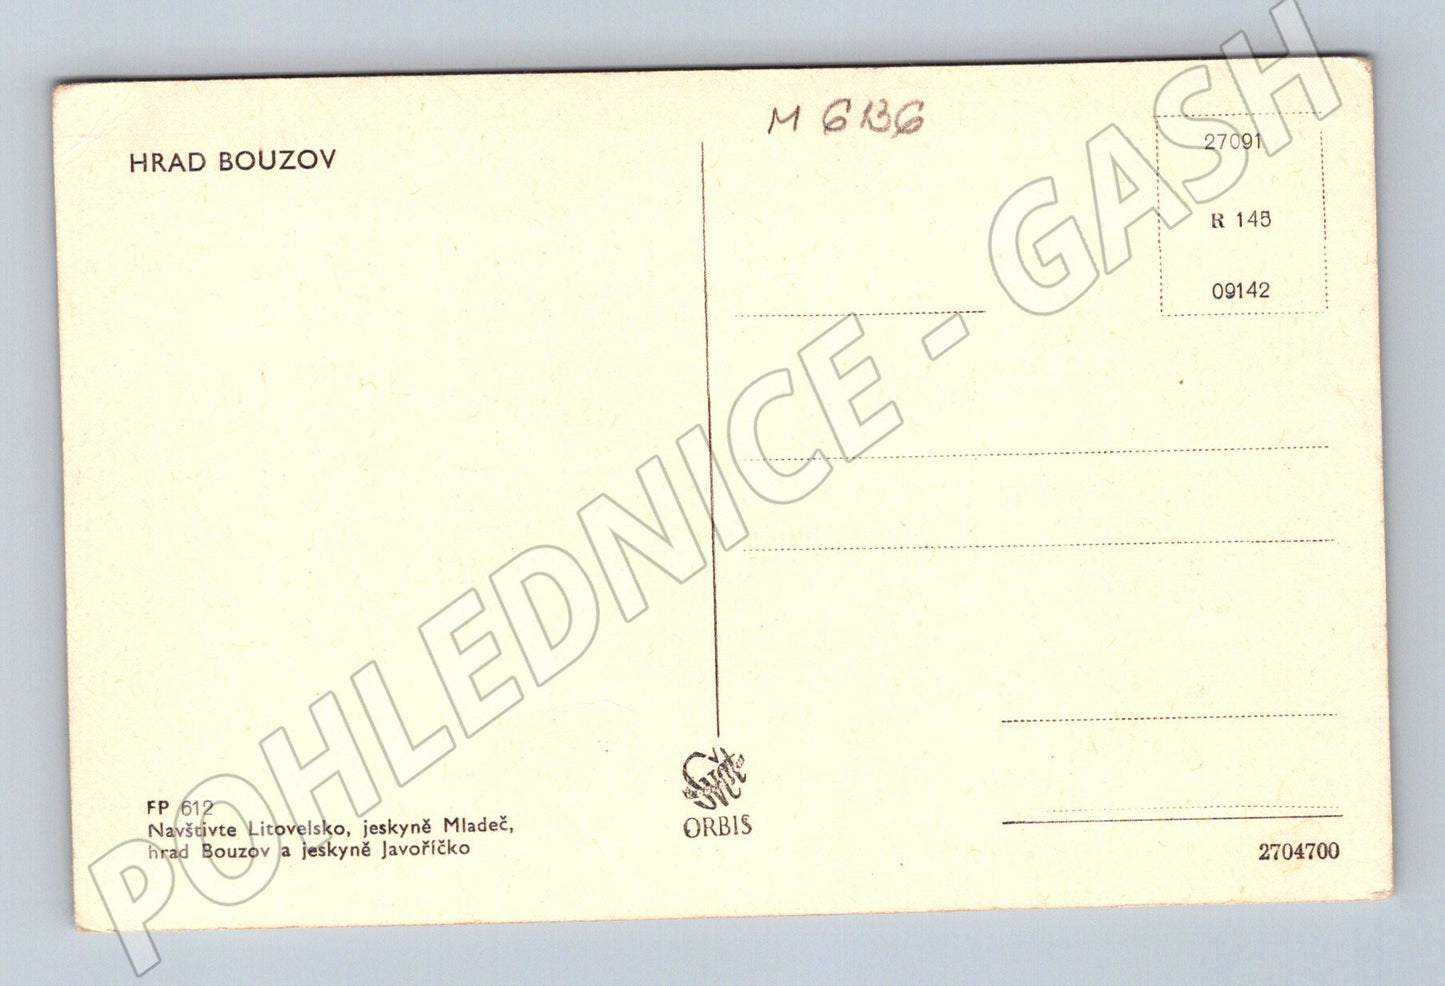 M 6136
HRAD BOUZOV
27091
R 145
09142
FP 612
Navštivte Litovelsko, jeskyně Mladeč,
hrad Bouzov a jeskyně Javoříčko
ORBIS
2704700
POHLEDNICE - GASH